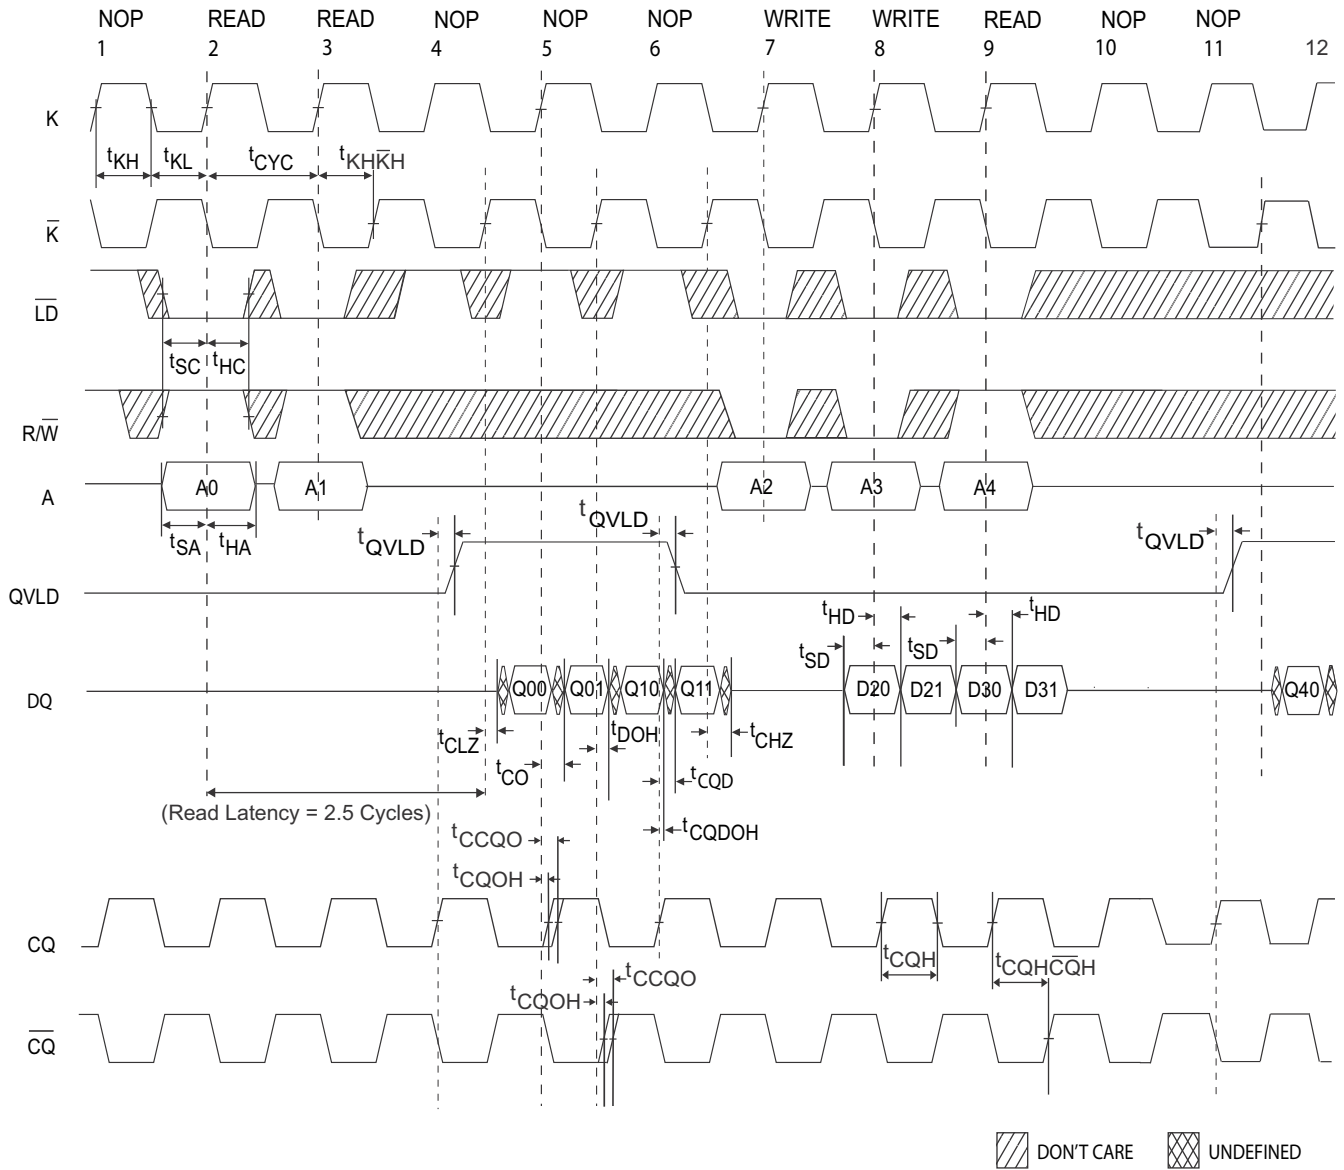 NOP READ READ NOP NOP NOP WRITE WRITE READ NOP NOP
1 2 3 4 5 6 7 8 9 10 11 12
K
tKH tKL tCYC tKHK̅H
K̅
L̅D̅
tSC tHC
R/W̅
A A0 A1 A2 A3 A4
tSA tHA tQVLD tQVLD tQVLD
QVLD
tHD tHD
tSD tSD
DQ Q00 Q01 Q10 Q11 D20 D21 D30 D31 Q40
tCLZ tDOH tCHZ
tCO tCQD
(Read Latency = 2.5 Cycles)
tCQDOH
tCCQO
tCQOH
CQ
tCQH tCQHC̅Q̅H
tCCQO
tCQOH
C̅Q̅
DON'T CARE UNDEFINED